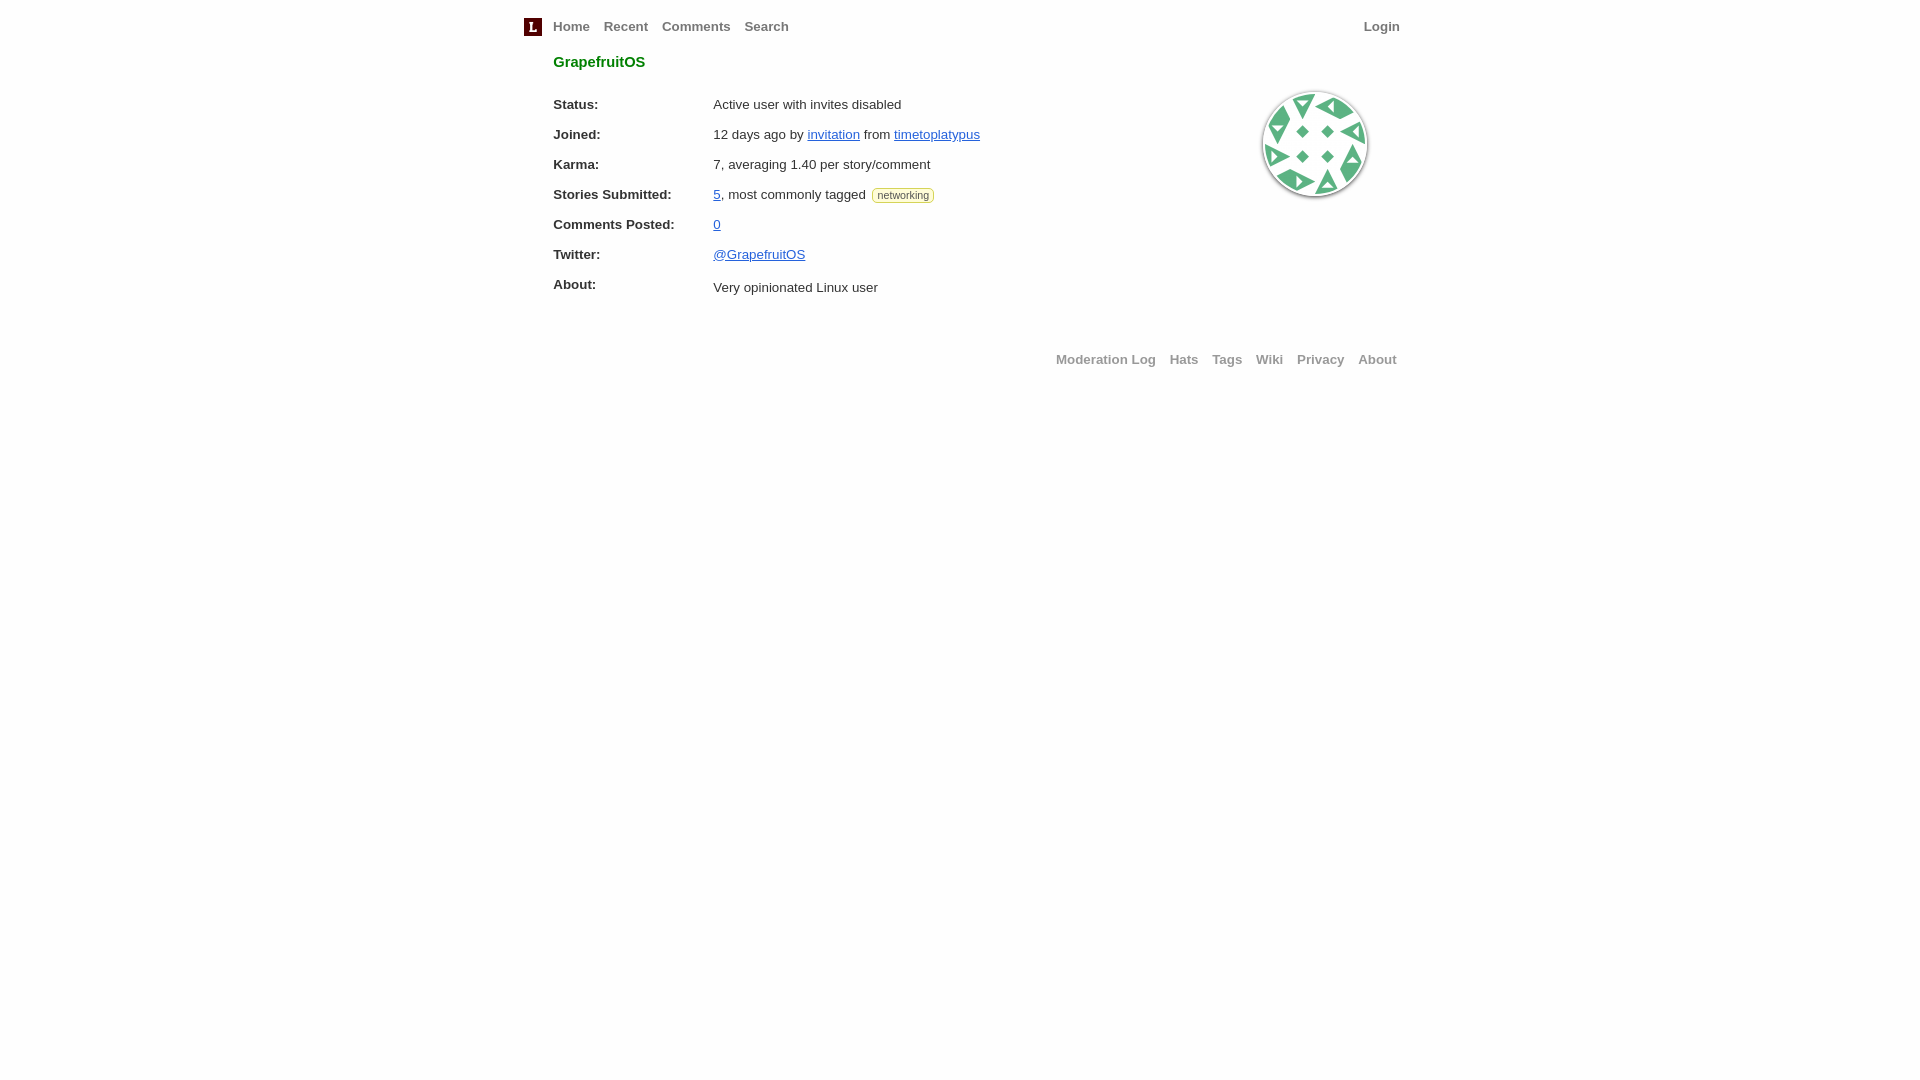 L Home Recent Comments Search Login
GrapefruitOS
Status: Active user with invites disabled
Joined: 12 days ago by invitation from timetoplatypus
Karma: 7, averaging 1.40 per story/comment
Stories Submitted: 5, most commonly tagged networking
Comments Posted: 0
Twitter: @GrapefruitOS
About: Very opinionated Linux user
Moderation Log Hats Tags Wiki Privacy About